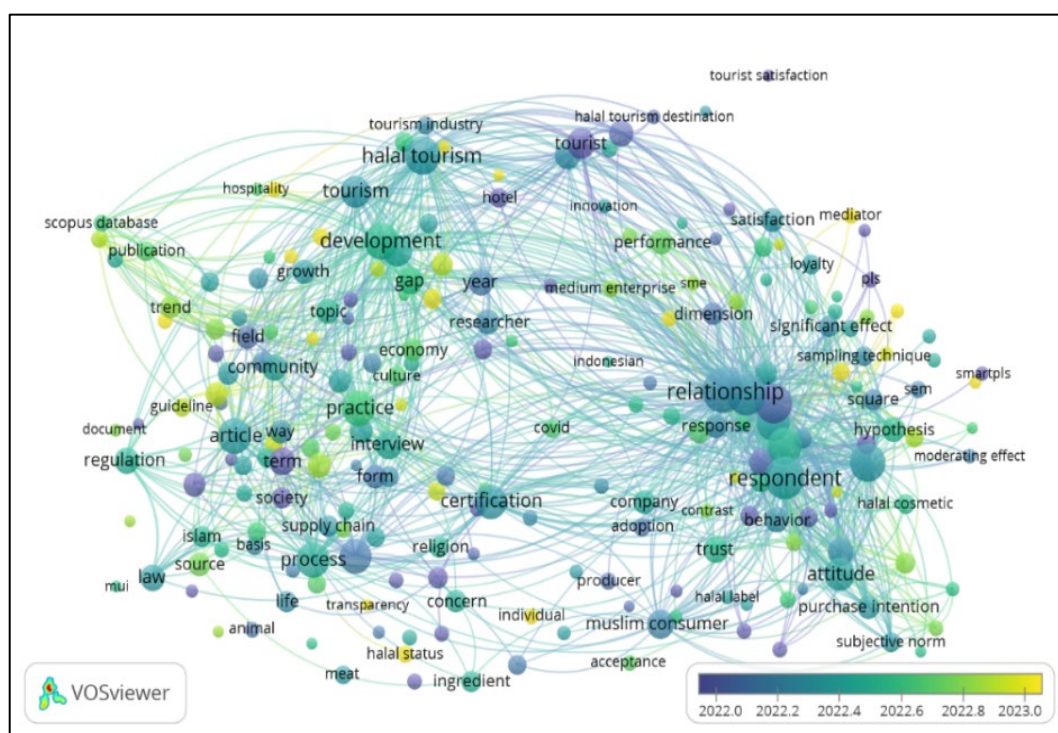 tourist satisfaction
halal tourism destination
tourism industry
tourist
halal tourism
hospitality
tourism
hotel
innovation
scopus database
satisfaction
mediator
publication
development
performance
loyalty
growth
gap
year
medium enterprise
sme
pls
trend
topic
researcher
dimension
significant effect
field
economy
community
culture
indonesian
sampling technique
smartpls
relationship
sem
square
guideline
practice
document
article
way
interview
covid
response
hypothesis
regulation
term
form
respondent
moderating effect
society
certification
company
contrast
halal cosmetic
supply chain
adoption
behavior
islam
basis
source
process
religion
trust
law
mui
life
transparency
concern
producer
attitude
halal label
individual
purchase intention
animal
muslim consumer
subjective norm
halal status
meat
ingredient
acceptance
VOSviewer
2022.0 2022.2 2022.4 2022.6 2022.8 2023.0